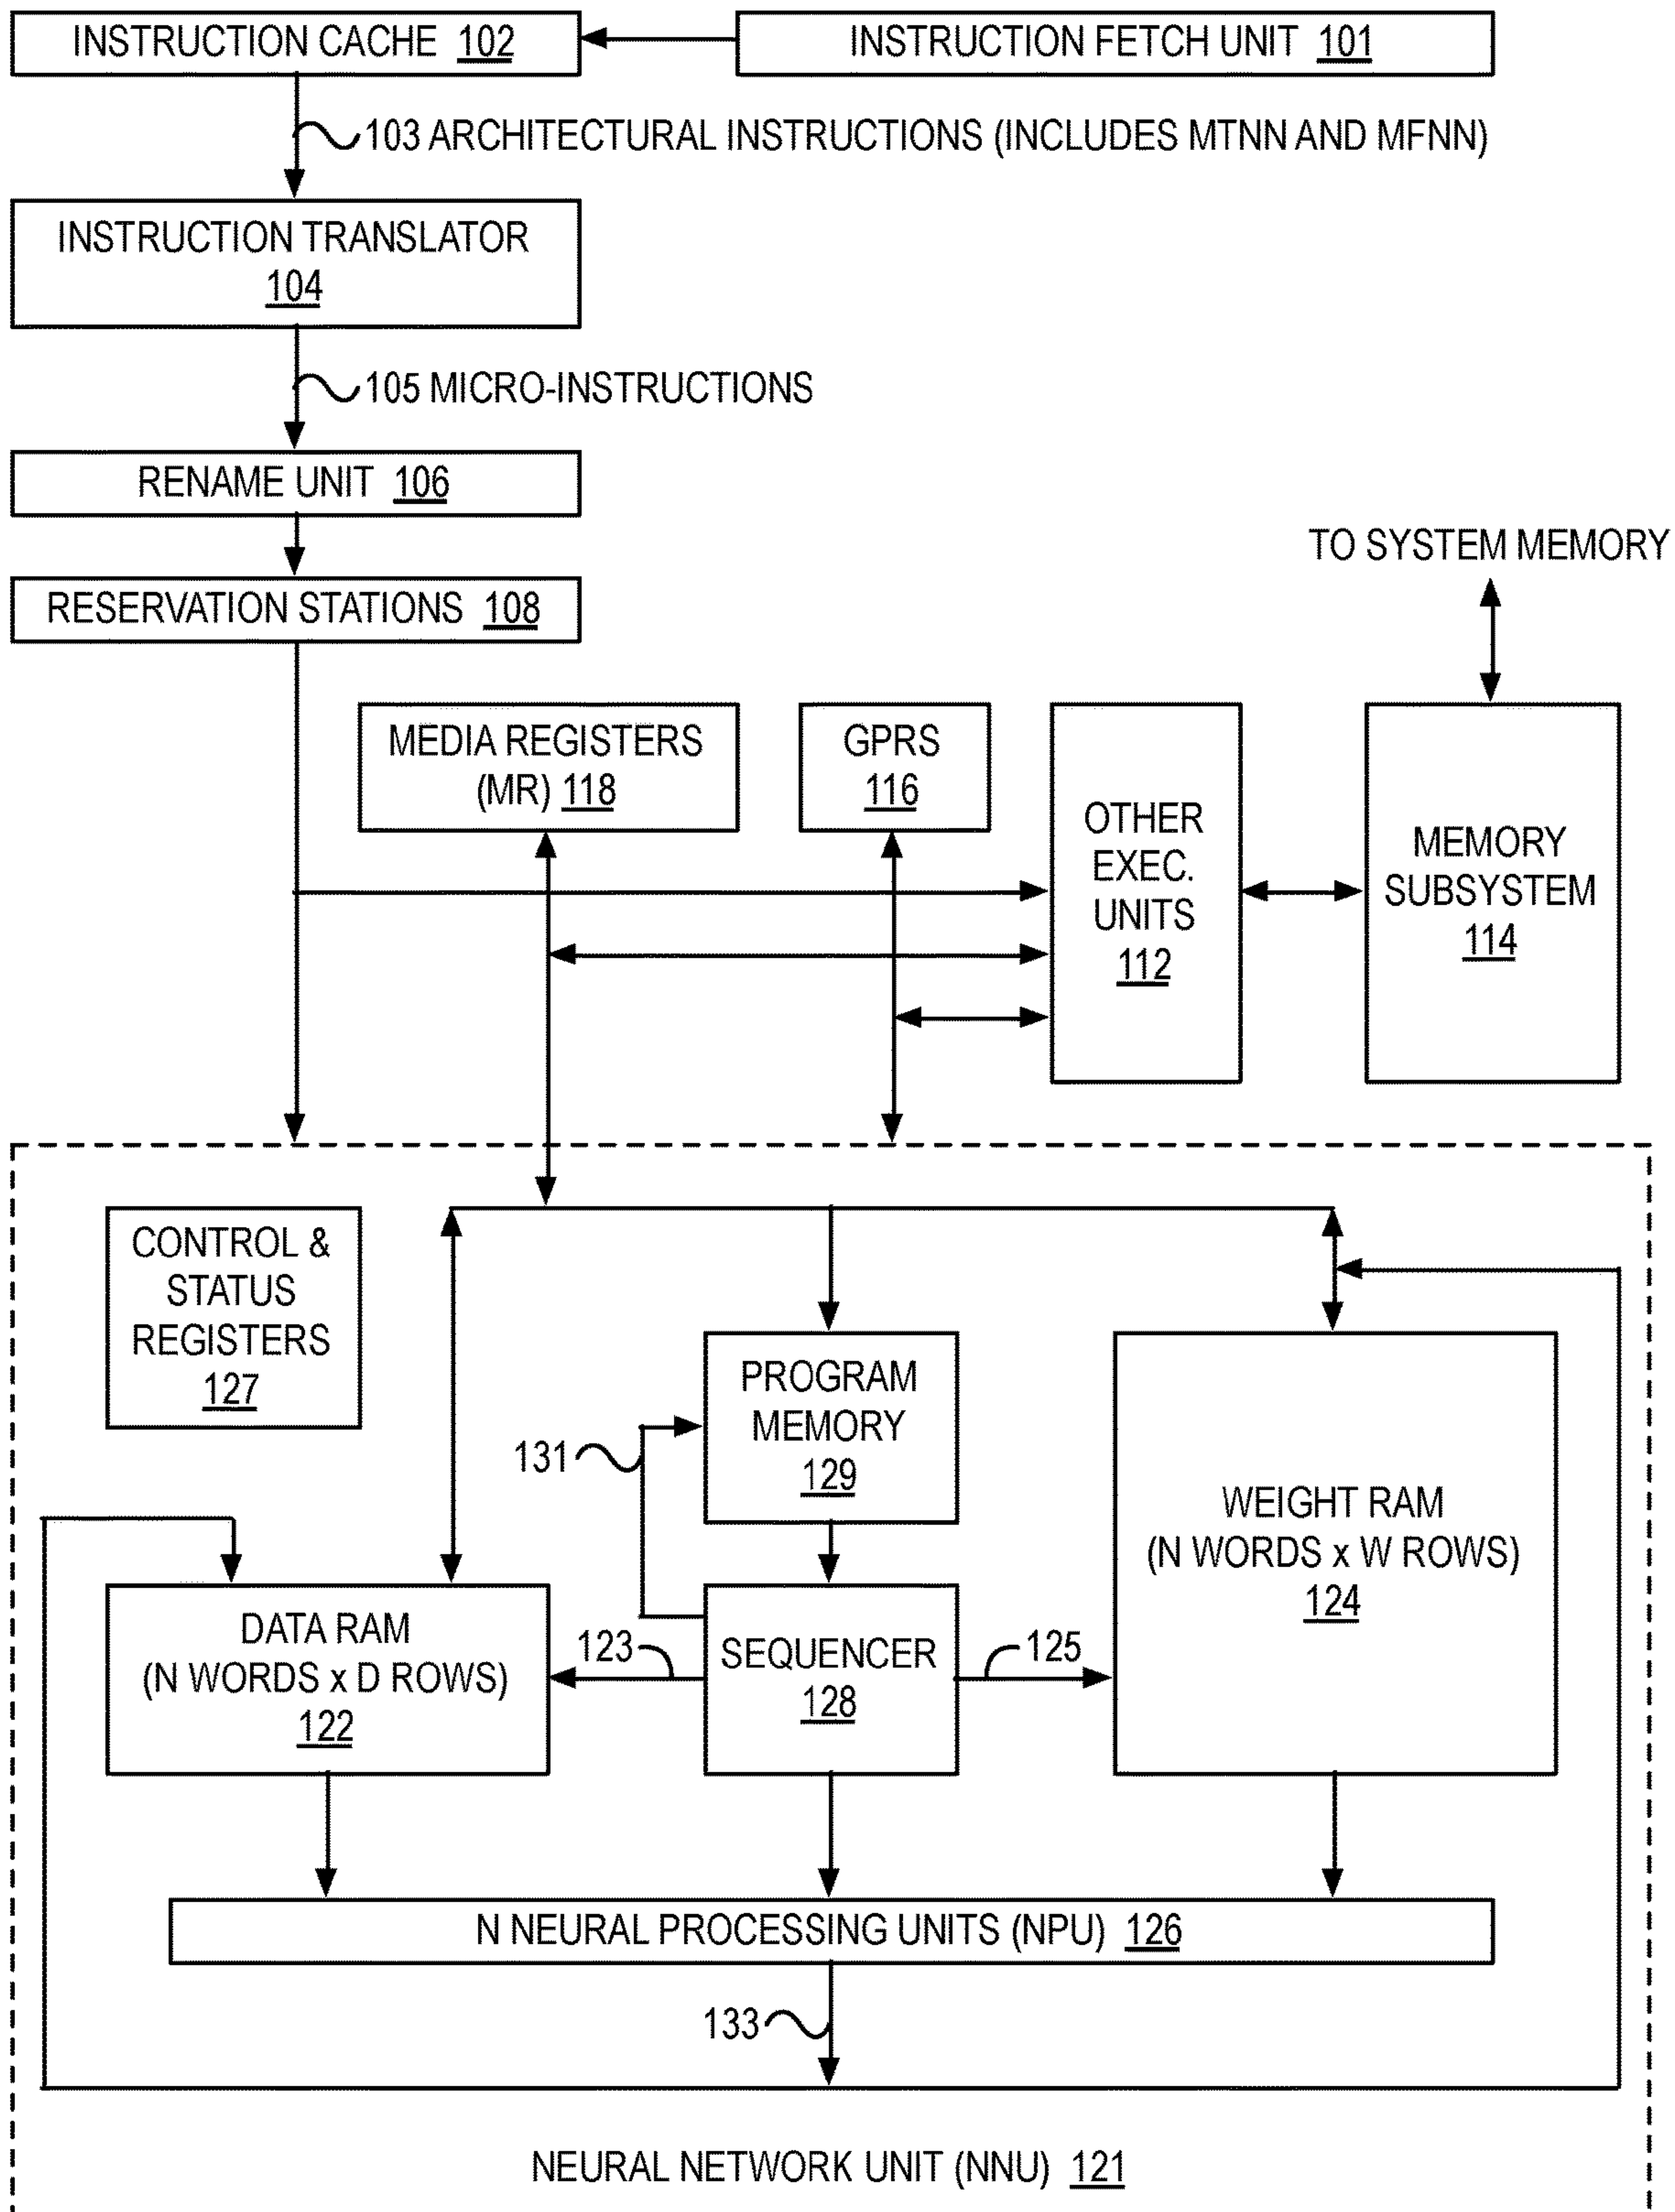 INSTRUCTION CACHE 102
INSTRUCTION FETCH UNIT 101
103 ARCHITECTURAL INSTRUCTIONS (INCLUDES MTNN AND MFNN)
INSTRUCTION TRANSLATOR
104
105 MICRO-INSTRUCTIONS
RENAME UNIT 106
RESERVATION STATIONS 108
TO SYSTEM MEMORY
MEDIA REGISTERS
(MR) 118
GPRS
116
OTHER
EXEC.
UNITS
112
MEMORY
SUBSYSTEM
114
CONTROL &
STATUS
REGISTERS
127
PROGRAM
MEMORY
129
131
WEIGHT RAM
(N WORDS x W ROWS)
124
DATA RAM
(N WORDS x D ROWS)
122
123
SEQUENCER
128
125
N NEURAL PROCESSING UNITS (NPU) 126
133
NEURAL NETWORK UNIT (NNU) 121